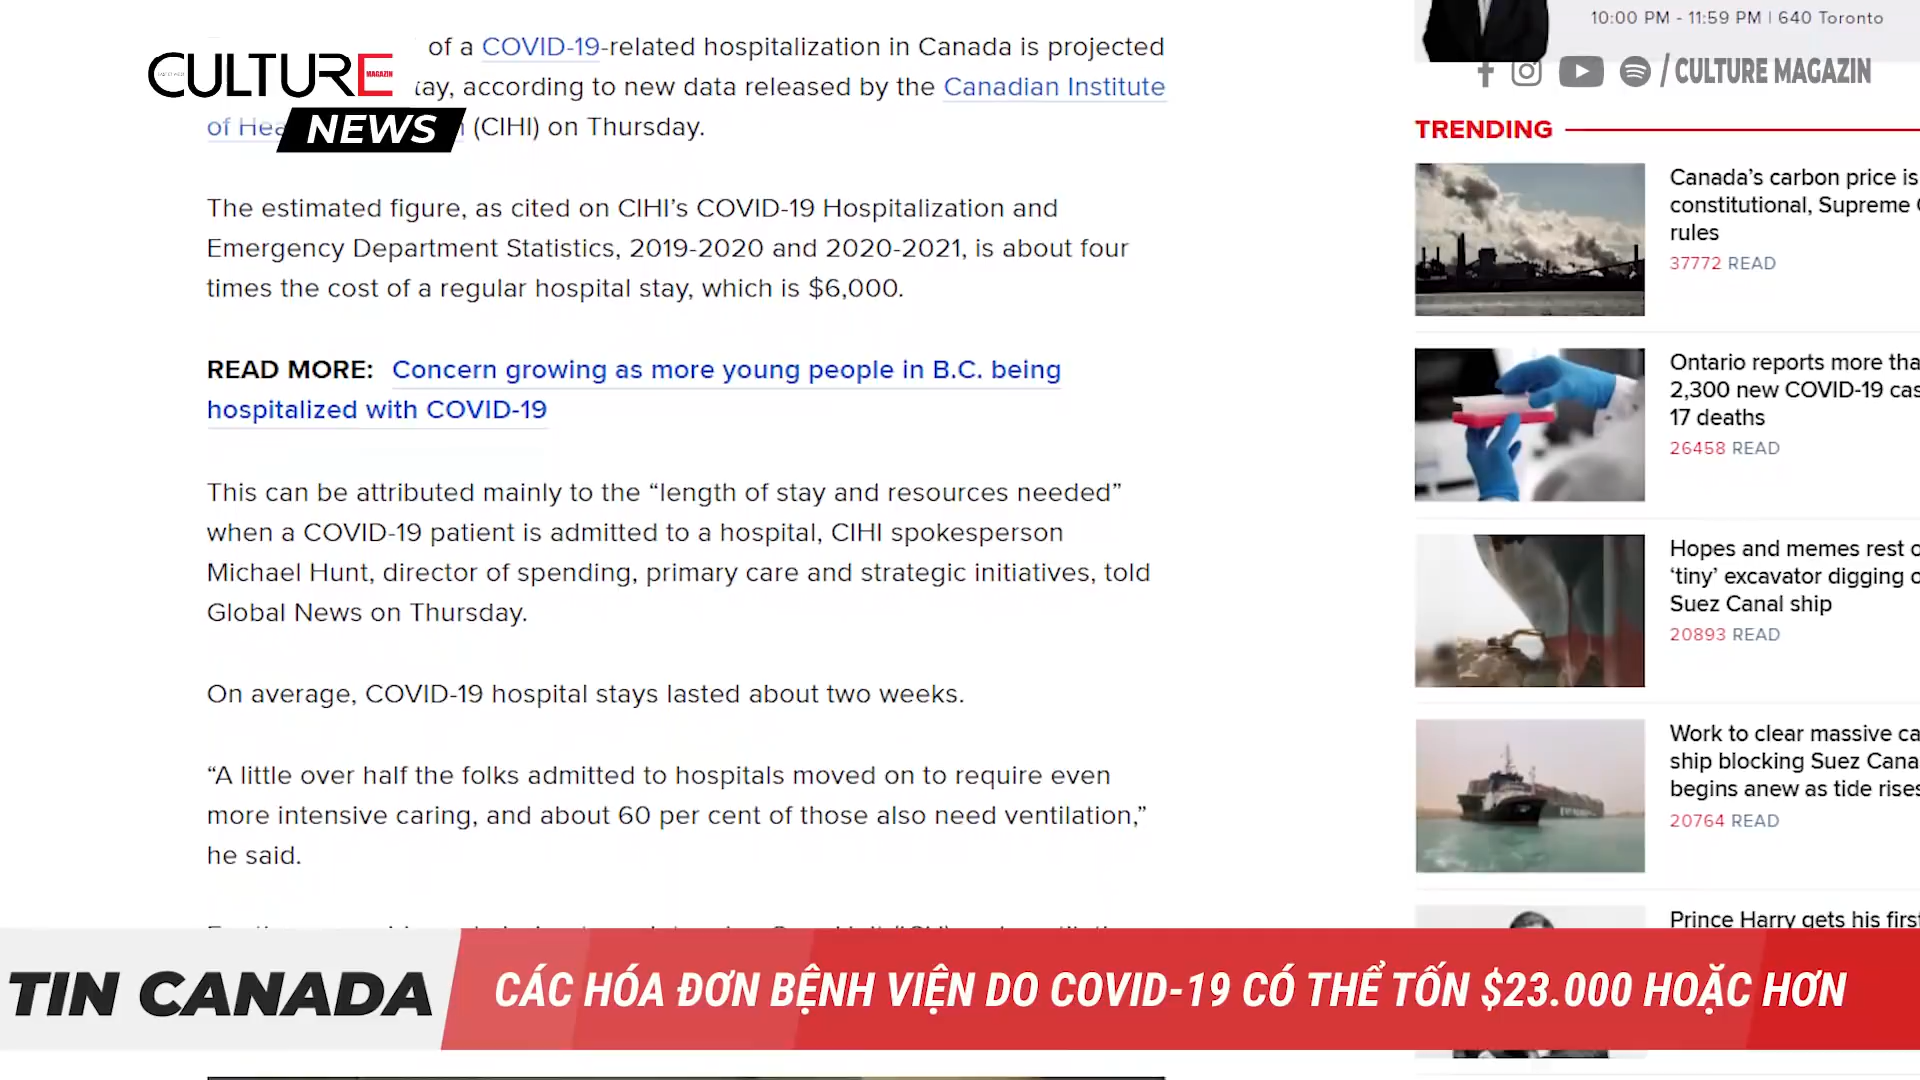 CULTURE
MAGAZIN
NEWS
of a COVID-19-related hospitalization in Canada is projected
according to new data released by the Canadian Institute
of (CIHI) on Thursday.
The estimated figure, as cited on CIHI's COVID-19 Hospitalization and
Emergency Department Statistics, 2019-2020 and 2020-2021, is about four
times the cost of a regular hospital stay, which is $6,000.
READ MORE: Concern growing as more young people in B.C. being
hospitalized with COVID-19
This can be attributed mainly to the “length of stay and resources needed”
when a COVID-19 patient is admitted to a hospital, CIHI spokesperson
Michael Hunt, director of spending, primary care and strategic initiatives, told
Global News on Thursday.
On average, COVID-19 hospital stays lasted about two weeks.
“A little over half the folks admitted to hospitals moved on to require even
more intensive caring, and about 60 per cent of those also need ventilation,”
he said.
10:00 PM - 11:59 PM | 640 Toronto
/ CULTURE MAGAZIN
TRENDING
Canada's carbon price is
constitutional, Supreme
rules
37772 READ
Ontario reports more
2,300 new COVID-19
17 deaths
26458 READ
Hopes and memes rest
‘tiny’ excavator digging
Suez Canal ship
20893 READ
Work to clear massive
ship blocking Suez
begins anew as tide
20764 READ
Prince Harry gets his
TIN CANADA
CÁC HÓA ĐƠN BỆNH VIỆN DO COVID-19 CÓ THỂ TỐN $23.000 HOẶC HƠN